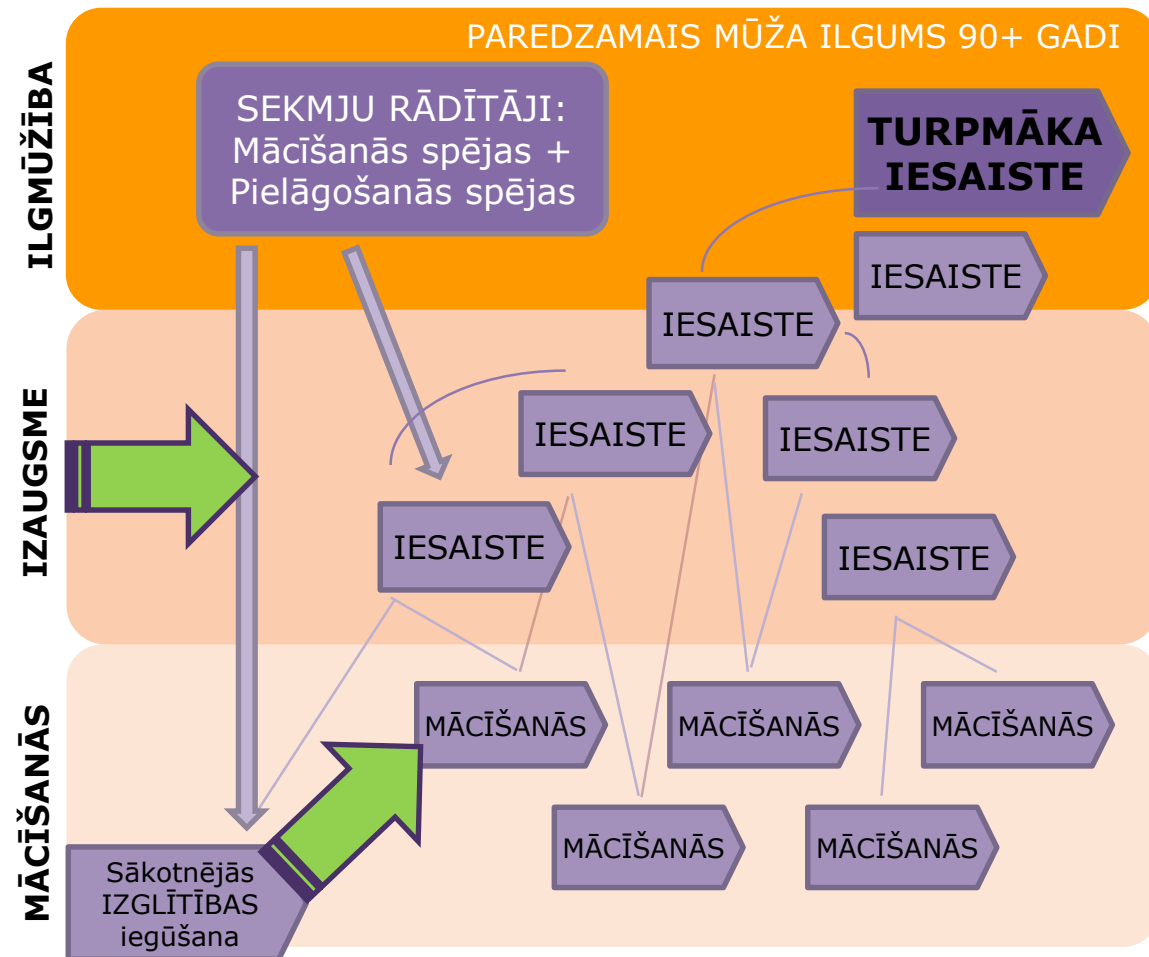 PAREDZAMAIS MŪŽA ILGUMS 90+ GADI
ILGMŪŽĪBA
SEKMJU RĀDĪTĀJI:
Mācīšanās spējas +
Pielāgošanās spējas
TURPMĀKA
IESAISTE
IESAISTE
IESAISTE
IZAUGSME
IESAISTE
IESAISTE
IESAISTE
IESAISTE
MĀCĪŠANĀS
MĀCĪŠANĀS
MĀCĪŠANĀS
MĀCĪŠANĀS
MĀCĪŠANĀS
MĀCĪŠANĀS
Sākotnējās
IZGLĪTĪBAS
iegūšana